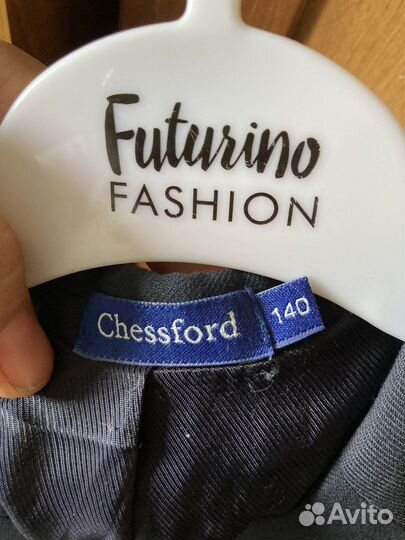 Futurino
FASHION
Chessford
140
Avito